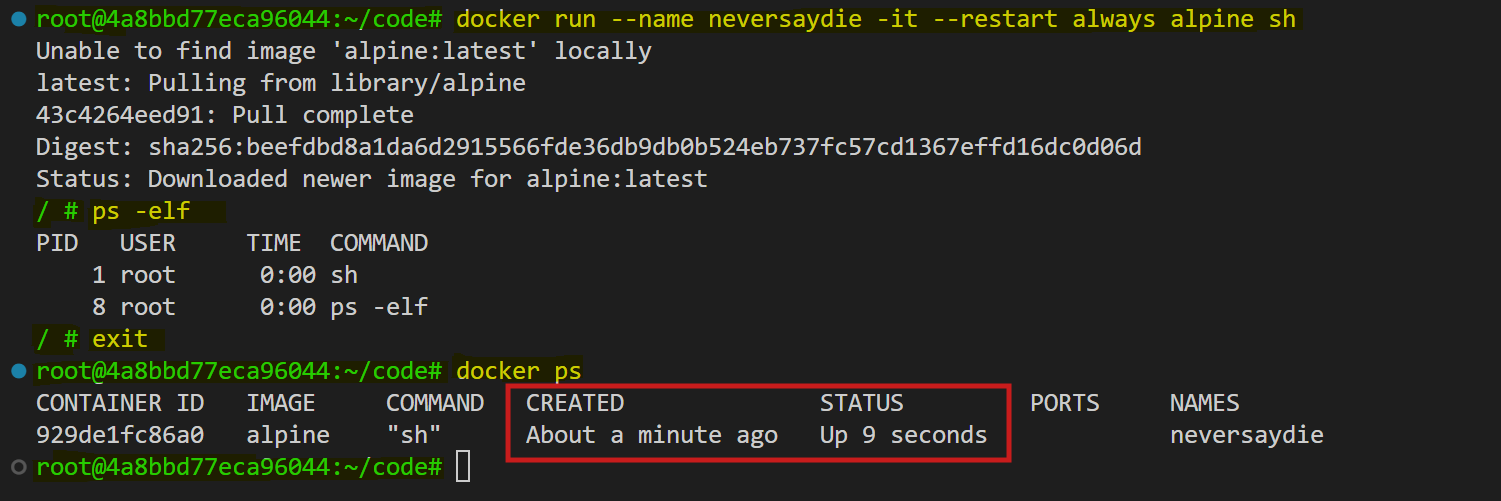 root@4a8bbd77eca96044:~/code# docker run --name neversaydie -it --restart always alpine sh
Unable to find image 'alpine:latest' locally
latest: Pulling from library/alpine
43c4264eed91: Pull complete
Digest: sha256:beefdbd8a1da6d2915566fde36db9db0b524eb737fc57cd1367effd16dc0d06d
Status: Downloaded newer image for alpine:latest
/ # ps -elf
PID   USER     TIME  COMMAND
    1 root      0:00 sh
    8 root      0:00 ps -elf
/ # exit
root@4a8bbd77eca96044:~/code# docker ps
CONTAINER ID   IMAGE     COMMAND   CREATED              STATUS         PORTS     NAMES
929de1fc86a0   alpine    "sh"      About a minute ago   Up 9 seconds             neversaydie
root@4a8bbd77eca96044:~/code#